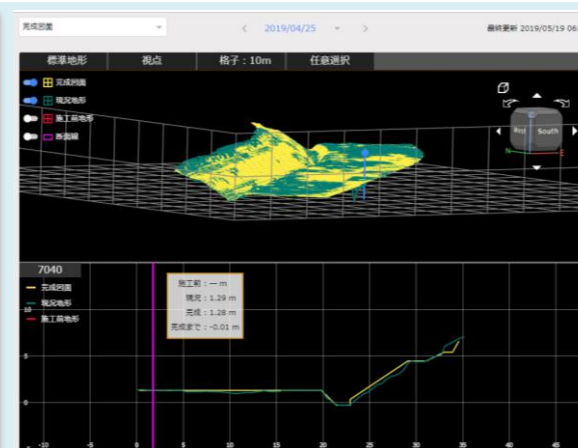 完成図面
2019/04/25
最終更新 2019/05/19 06:
標準地形 視点 格子：10m 任意選択
完成図面
現況地形
施工前地形
断面線
West South
N E
7040
完成図面
現況地形
施工前地形
施工前：— m
現況：1.29 m
完成：1.28 m
完成まで：-0.01 m
10
5
0
-10 -5 0 5 10 15 20 25 30 35 40 45